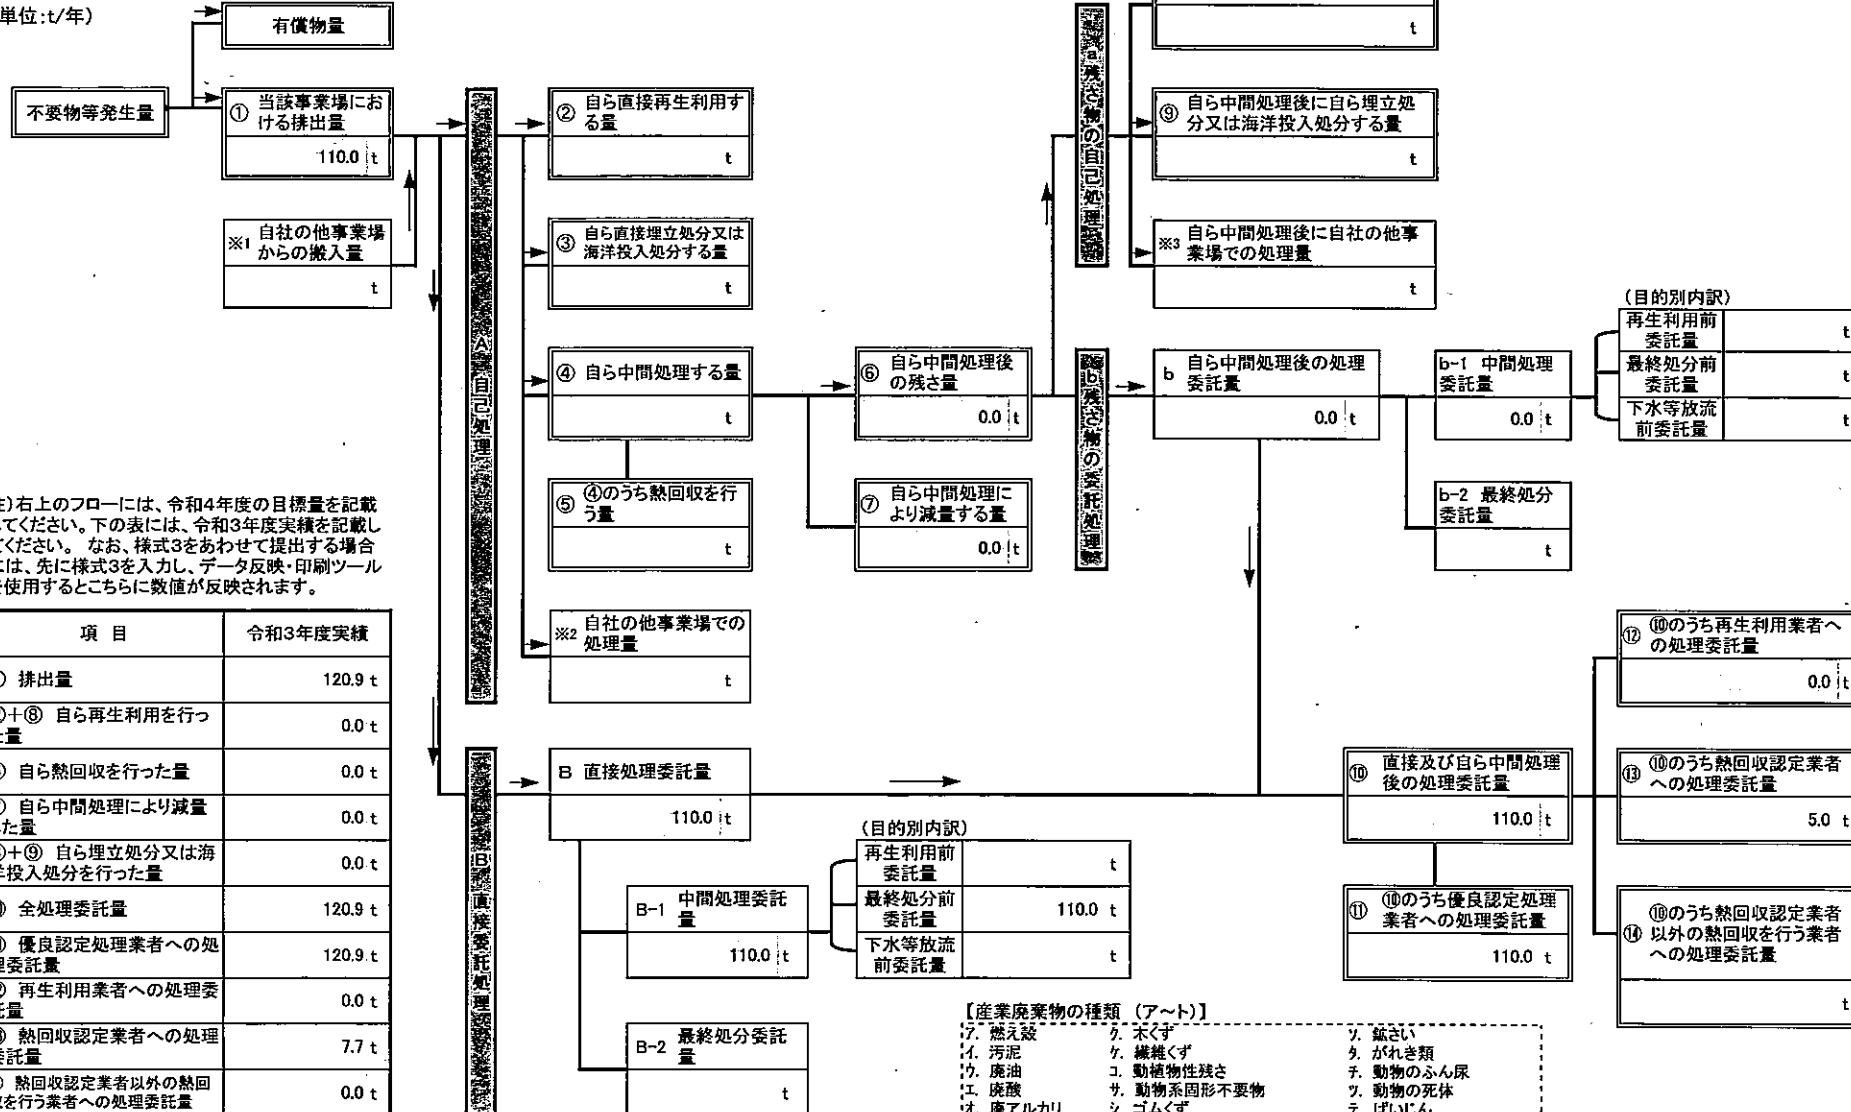 単位:t/年)
有償物量
不要物等発生量
① 当該事業場にお
ける排出量
110.0 t
※1 自社の他事業場
からの搬入量
t
A 自己処理
② 自ら直接再生利用す
る量
t
③ 自ら直接埋立処分又は
海洋投入処分する量
t
④ 自ら中間処理する量
t
⑤ ④のうち熱回収を行
う量
t
※2 自社の他事業場での
処理量
t
⑥ 自ら中間処理後
の残さ量
0.0 t
⑦ 自ら中間処理に
より減量する量
0.0 t
a 残さ物の自己処理
t
⑨ 自ら中間処理後に自ら埋立処
分又は海洋投入処分する量
t
※3 自ら中間処理後に自社の他事
業場での処理量
t
b 残さ物の委託処理
b 自ら中間処理後の処理
委託量
0.0 t
b-1 中間処理
委託量
0.0 t
b-2 最終処分
委託量
t
(目的別内訳)
再生利用前
委託量 t
最終処分前
委託量 t
下水等放流
前委託量 t
)右上のフローには、令和4年度の目標量を記載
てください。下の表には、令和3年度実績を記載し
ください。 なお、様式3をあわせて提出する場合
は、先に様式3を入力し、データ反映・印刷ツール
使用するとこちらに数値が反映されます。
項 目 令和3年度実績
排出量 120.9 t
+⑧ 自ら再生利用を行っ
量 0.0 t
自ら熱回収を行った量 0.0 t
自ら中間処理により減量
た量 0.0 t
+⑨ 自ら埋立処分又は海
投入処分を行った量 0.0 t
全処理委託量 120.9 t
優良認定処理業者への処
委託量 120.9 t
再生利用業者への処理委
量 0.0 t
熱回収認定業者への処理
託量 7.7 t
熱回収認定業者以外の熱回
を行う業者への処理委託量 0.0 t
B 直接委託処理
B 直接処理委託量
110.0 t
B-1 中間処理委託
量
110.0 t
B-2 最終処分委託
量
t
(目的別内訳)
再生利用前
委託量 t
最終処分前
委託量 110.0 t
下水等放流
前委託量 t
⑩ 直接及び自ら中間処理
後の処理委託量
110.0 t
⑪ ⑩のうち優良認定処理
業者への処理委託量
110.0 t
⑫ ⑩のうち再生利用業者へ
の処理委託量
0.0 t
⑬ ⑩のうち熱回収認定業者
への処理委託量
5.0 t
⑭ ⑩のうち熱回収認定業者
以外の熱回収を行う業者
への処理委託量
t
【産業廃棄物の種類 (ア~ト)】
ア. 燃え殻 ク. 木くず ソ. 鉱さい
イ. 汚泥 ケ. 繊維くず タ. がれき類
ウ. 廃油 コ. 動植物性残さ チ. 動物のふん尿
エ. 廃酸 サ. 動物系固形不要物 ツ. 動物の死体
オ. 廃アルカリ シ. ゴムくず テ. ばいじん